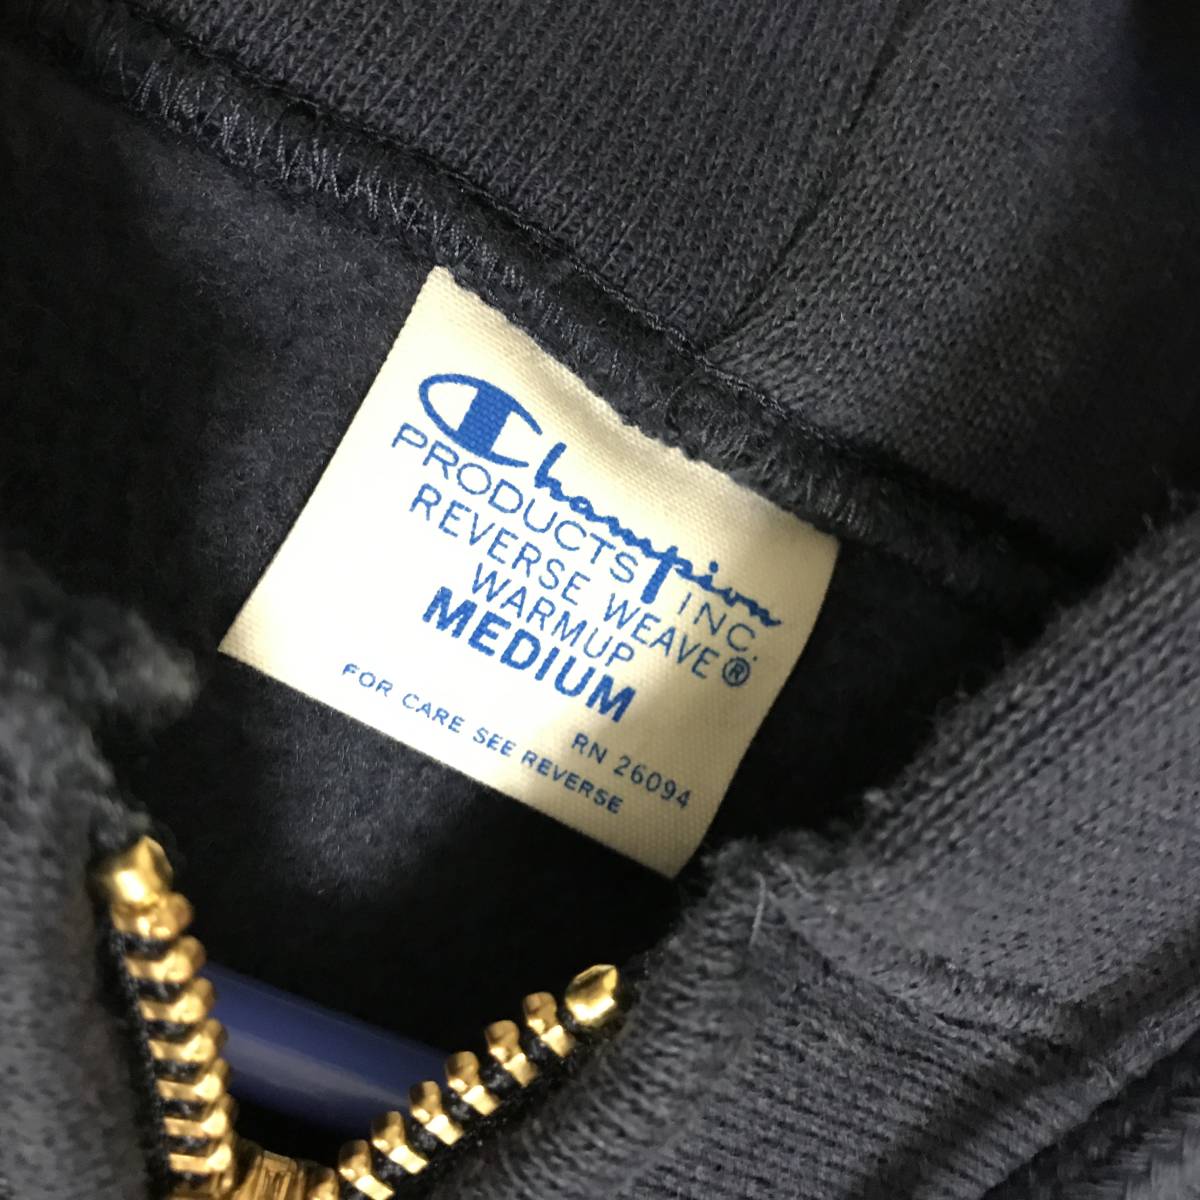 Champion
PRODUCTS INC.
REVERSE WEAVE®
WARMUP
MEDIUM
RN 26094
FOR CARE SEE REVERSE